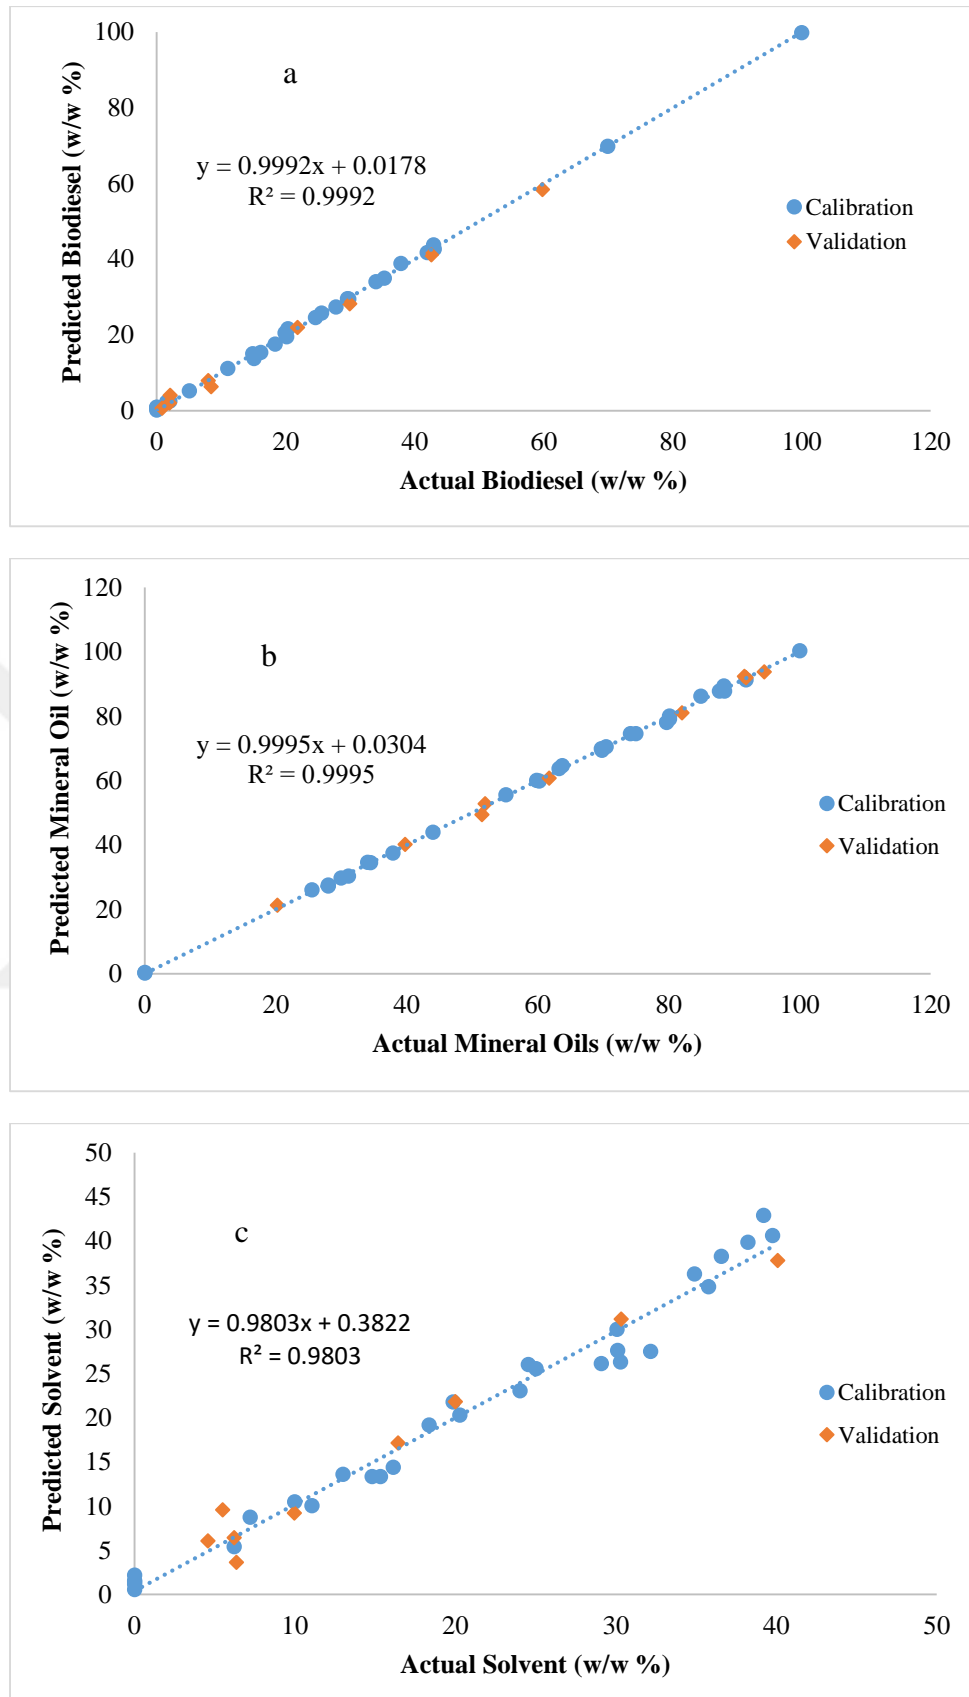 100
80
60
40
20
0
Predicted Biodiesel (w/w %)
a
y = 0.9992x + 0.0178
R² = 0.9992
Calibration
Validation
0 20 40 60 80 100 120
Actual Biodiesel (w/w %)
120
100
80
60
40
20
0
Predicted Mineral Oil (w/w %)
b
y = 0.9995x + 0.0304
R² = 0.9995
Calibration
Validation
0 20 40 60 80 100 120
Actual Mineral Oils (w/w %)
50
45
40
35
30
25
20
15
10
5
0
Predicted Solvent (w/w %)
c
y = 0.9803x + 0.3822
R² = 0.9803
Calibration
Validation
0 10 20 30 40 50
Actual Solvent (w/w %)